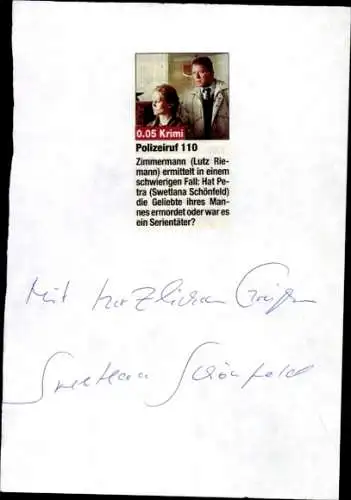 0.05 Krimi
Polizeiruf 110
Zimmermann (Lutz Rie-
mann) ermittelt in einem
schwierigen Fall: Hat Pe-
tra (Swetlana Schönfeld)
die Geliebte ihres Man-
nes ermordet oder war es
ein Serientäter?
Mit herzlichen Grüßen
Swetlana Schönfeld